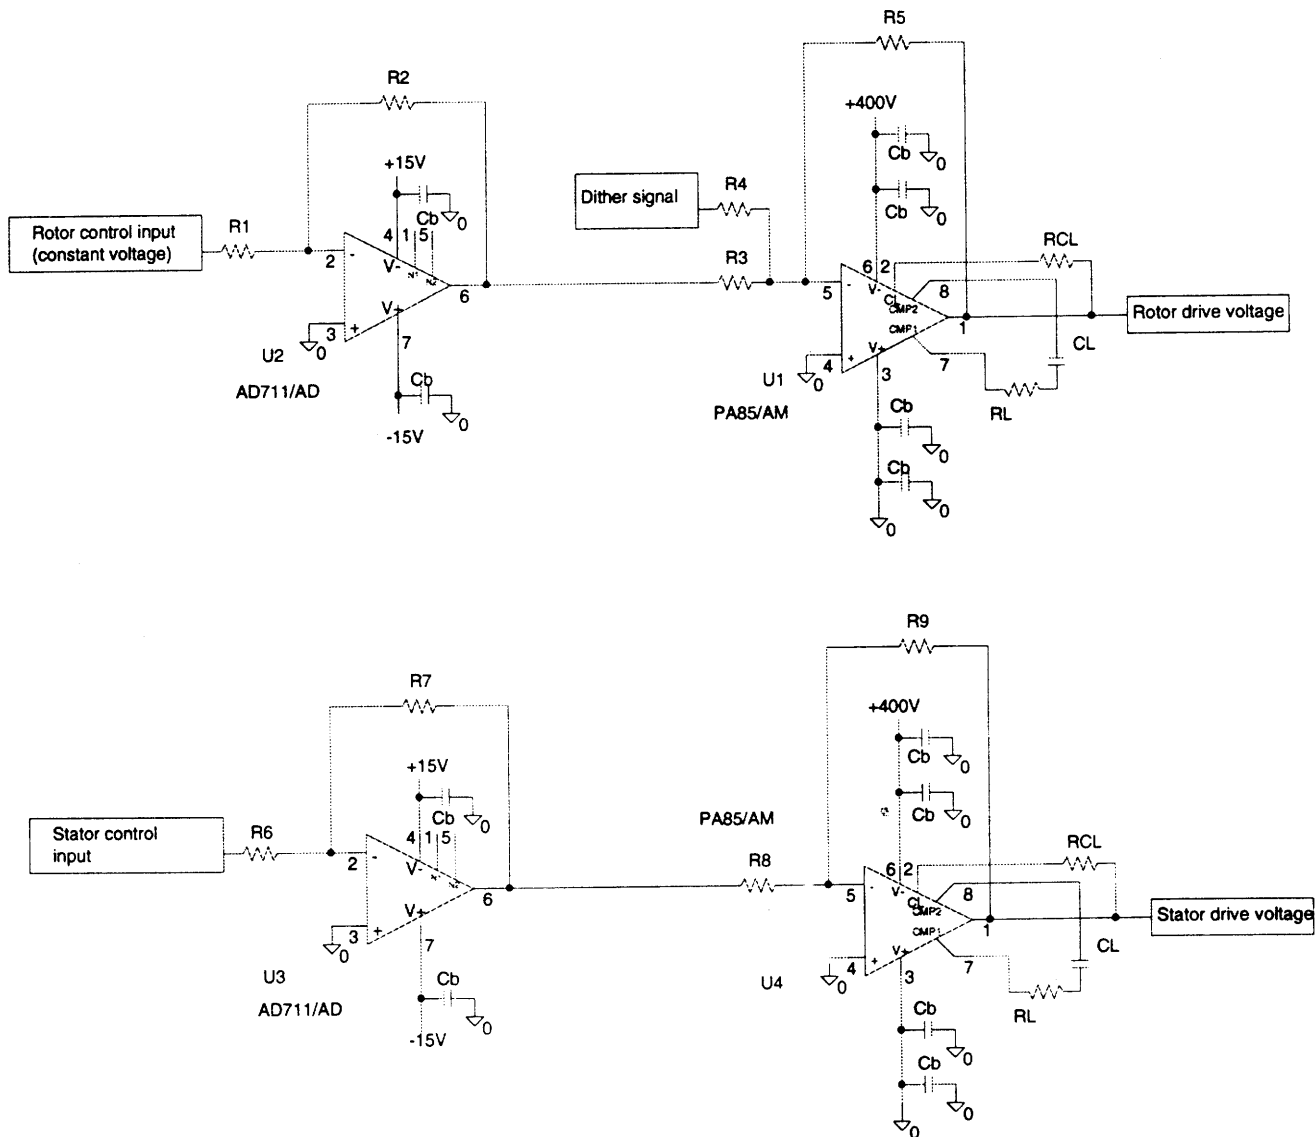 R5
R2
+400V
Cb
0
+15V
Cb
0
Dither signal
R4
Cb
0
Rotor control input
(constant voltage)
R1
4 1 5
V-
N1
N2
2
-
R3
RCL
6 2
5
-
V-
CL
CMP2
8
6
1
Rotor drive voltage
V+
3
+
0
7
U2
AD711/AD
CMP1
V+
4
+
0
3
7
CL
U1
PA85/AM
RL
Cb
0
-15V
Cb
0
Cb
0
0
R9
R7
+400V
Cb
0
+15V
Cb
0
PA85/AM
Cb
0
Stator control
input
R6
4 1 5
V-
2
-
R8
RCL
6 2
5
-
V-
CL
CMP2
8
6
1
Stator drive voltage
V+
3
+
0
7
CMP1
V+
4
+
0
3
7
CL
U3
AD711/AD
U4
RL
Cb
0
-15V
Cb
0
Cb
0
0